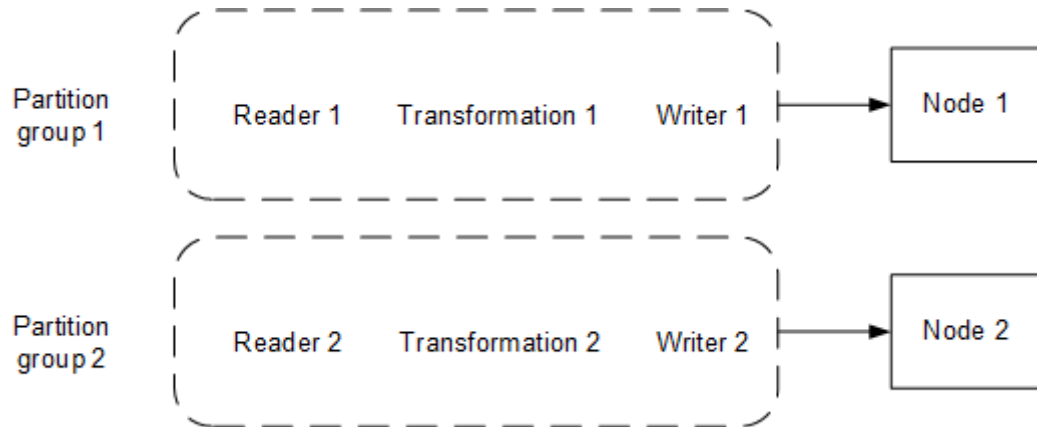 Partition
group 1
Reader 1
Transformation 1
Writer 1
Node 1
Partition
group 2
Reader 2
Transformation 2
Writer 2
Node 2